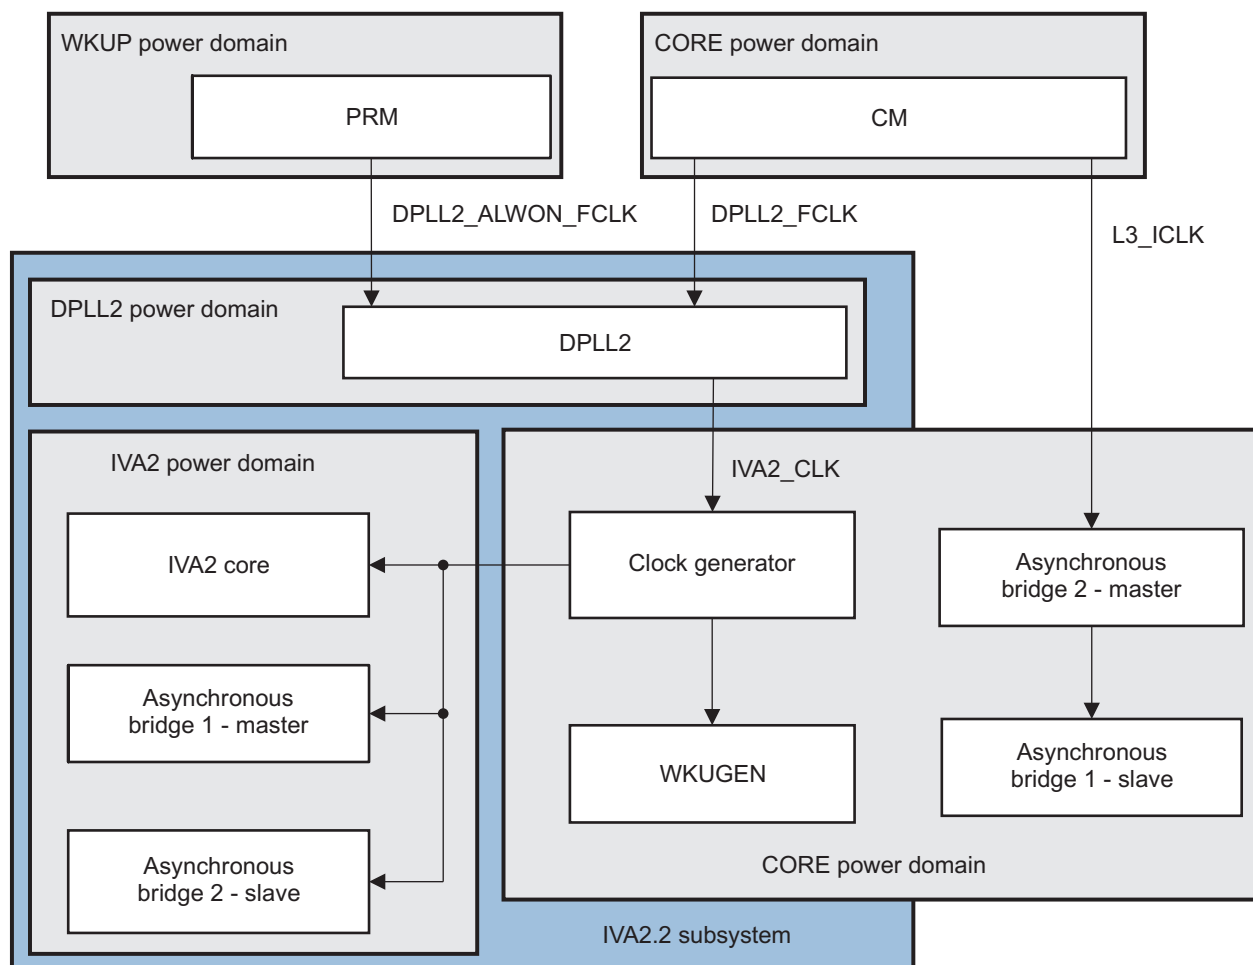 WKUP power domain
CORE power domain
PRM
CM
DPLL2_ALWON_FCLK
DPLL2_FCLK
L3_ICLK
DPLL2 power domain
DPLL2
IVA2 power domain
IVA2_CLK
IVA2 core
Clock generator
Asynchronous
bridge 2 - master
Asynchronous
bridge 1 - master
WKUGEN
Asynchronous
bridge 1 - slave
Asynchronous
bridge 2 - slave
CORE power domain
IVA2.2 subsystem